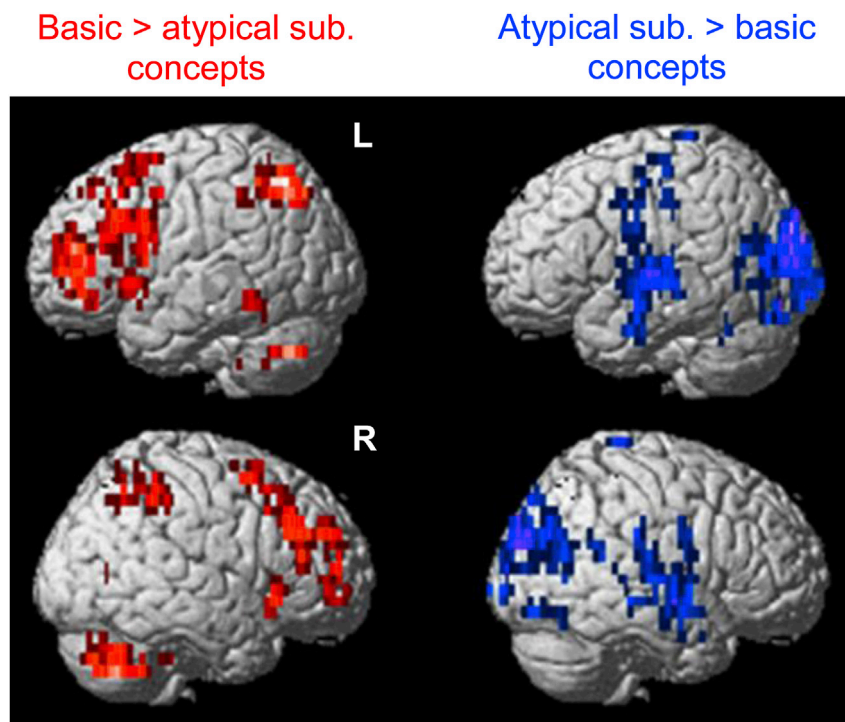 Basic > atypical sub.
concepts
Atypical sub. > basic
concepts
L
R